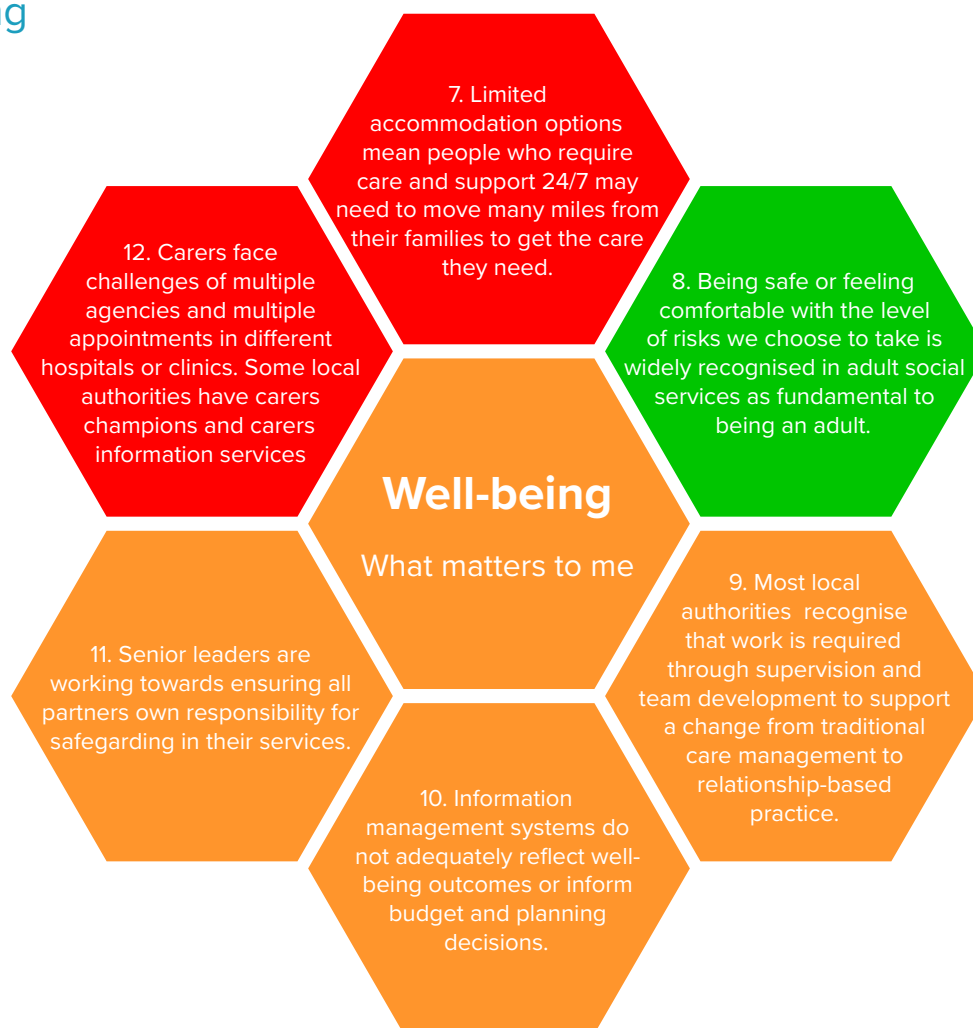 7. Limited
accommodation options
mean people who require
care and support 24/7 may
need to move many miles from
their families to get the care
they need.
8. Being safe or feeling
comfortable with the level
of risks we choose to take is
widely recognised in adult social
services as fundamental to
being an adult.
9. Most local
authorities  recognise
that work is required
through supervision and
team development to support
a change from traditional
care management to
relationship-based
practice.
10. Information
management systems do
not adequately reflect well-
being outcomes or inform
budget and planning
decisions.
11. Senior leaders are
working towards ensuring all
partners own responsibility for
safegarding in their services.
12. Carers face
challenges of multiple
agencies and multiple
appointments in different
hospitals or clinics. Some local
authorities have carers
champions and carers
information services
Well-being
What matters to me